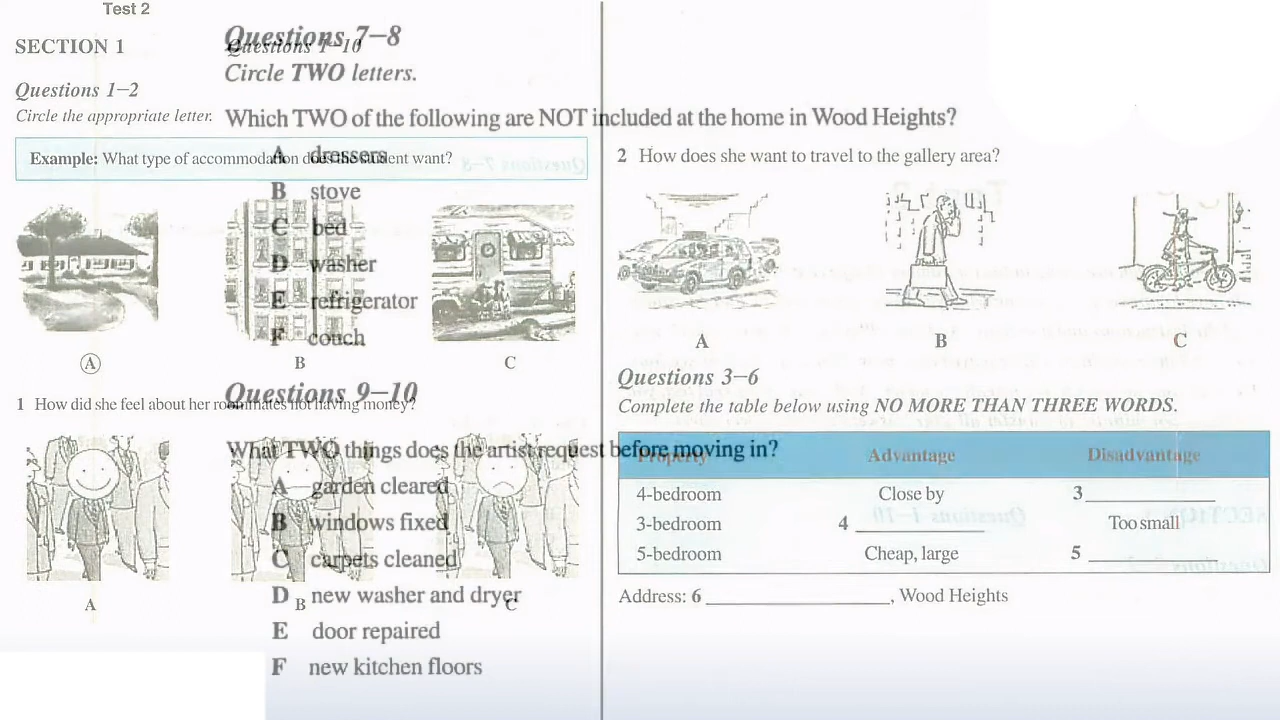 Test 2
SECTION 1
Questions 1–10
Questions 1–2
Circle the appropriate letter.
Example: What type of accommodation does the student want?
A
B
C
1 How did she feel about her roommates not having money?
A
B
C
Questions 7–8
Circle TWO letters.
Which TWO of the following are NOT included at the home in Wood Heights?
A dressers
B stove
C bed
D washer
E refrigerator
F couch
Questions 9–10
What TWO things does the artist request before moving in?
A garden cleared
B windows fixed
C carpets cleaned
D new washer and dryer
E door repaired
F new kitchen floors
2 How does she want to travel to the gallery area?
A
B
C
Questions 3–6
Complete the table below using NO MORE THAN THREE WORDS.
Property Advantage Disadvantage
4-bedroom Close by 3
3-bedroom 4 Too small
5-bedroom Cheap, large 5
Address: 6 , Wood Heights